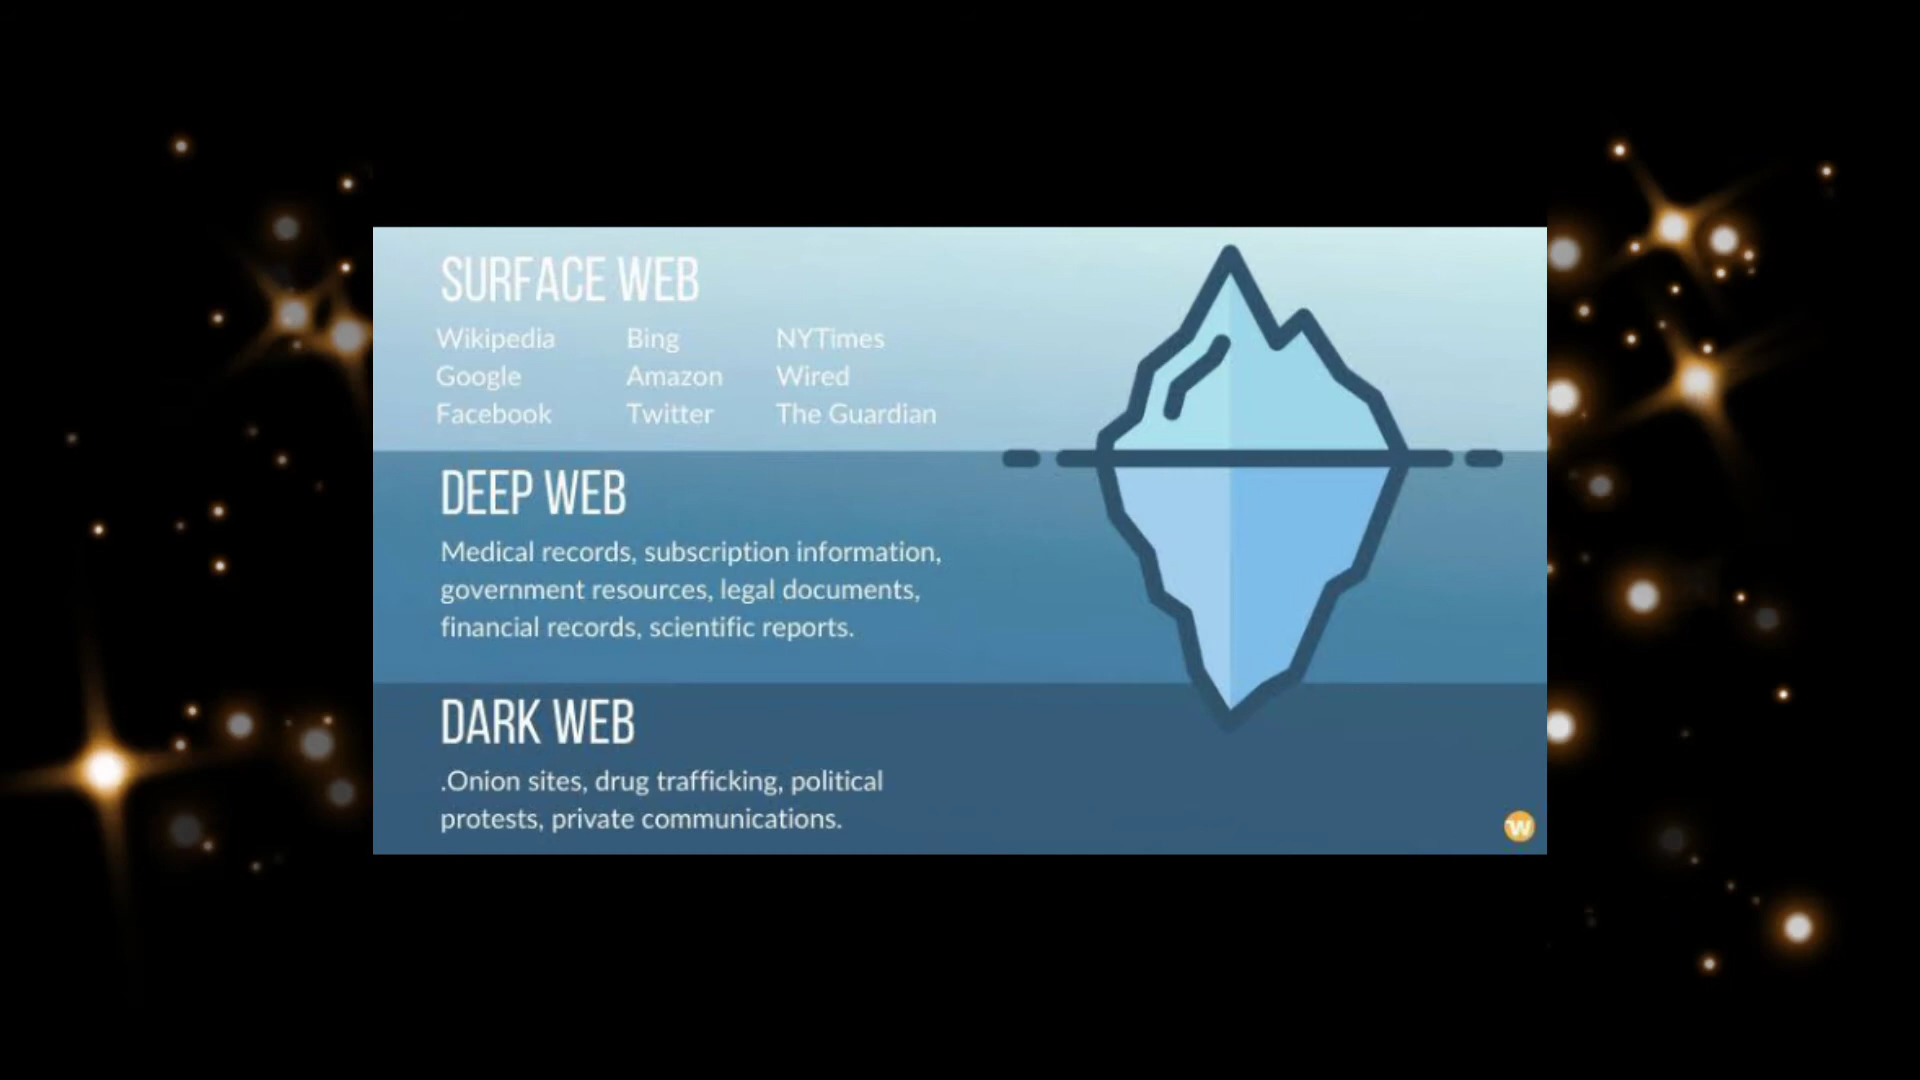 SURFACE WEB
Wikipedia Bing NYTimes
Google Amazon Wired
Facebook Twitter The Guardian
DEEP WEB
Medical records, subscription information,
government resources, legal documents,
financial records, scientific reports.
DARK WEB
.Onion sites, drug trafficking, political
protests, private communications.
W